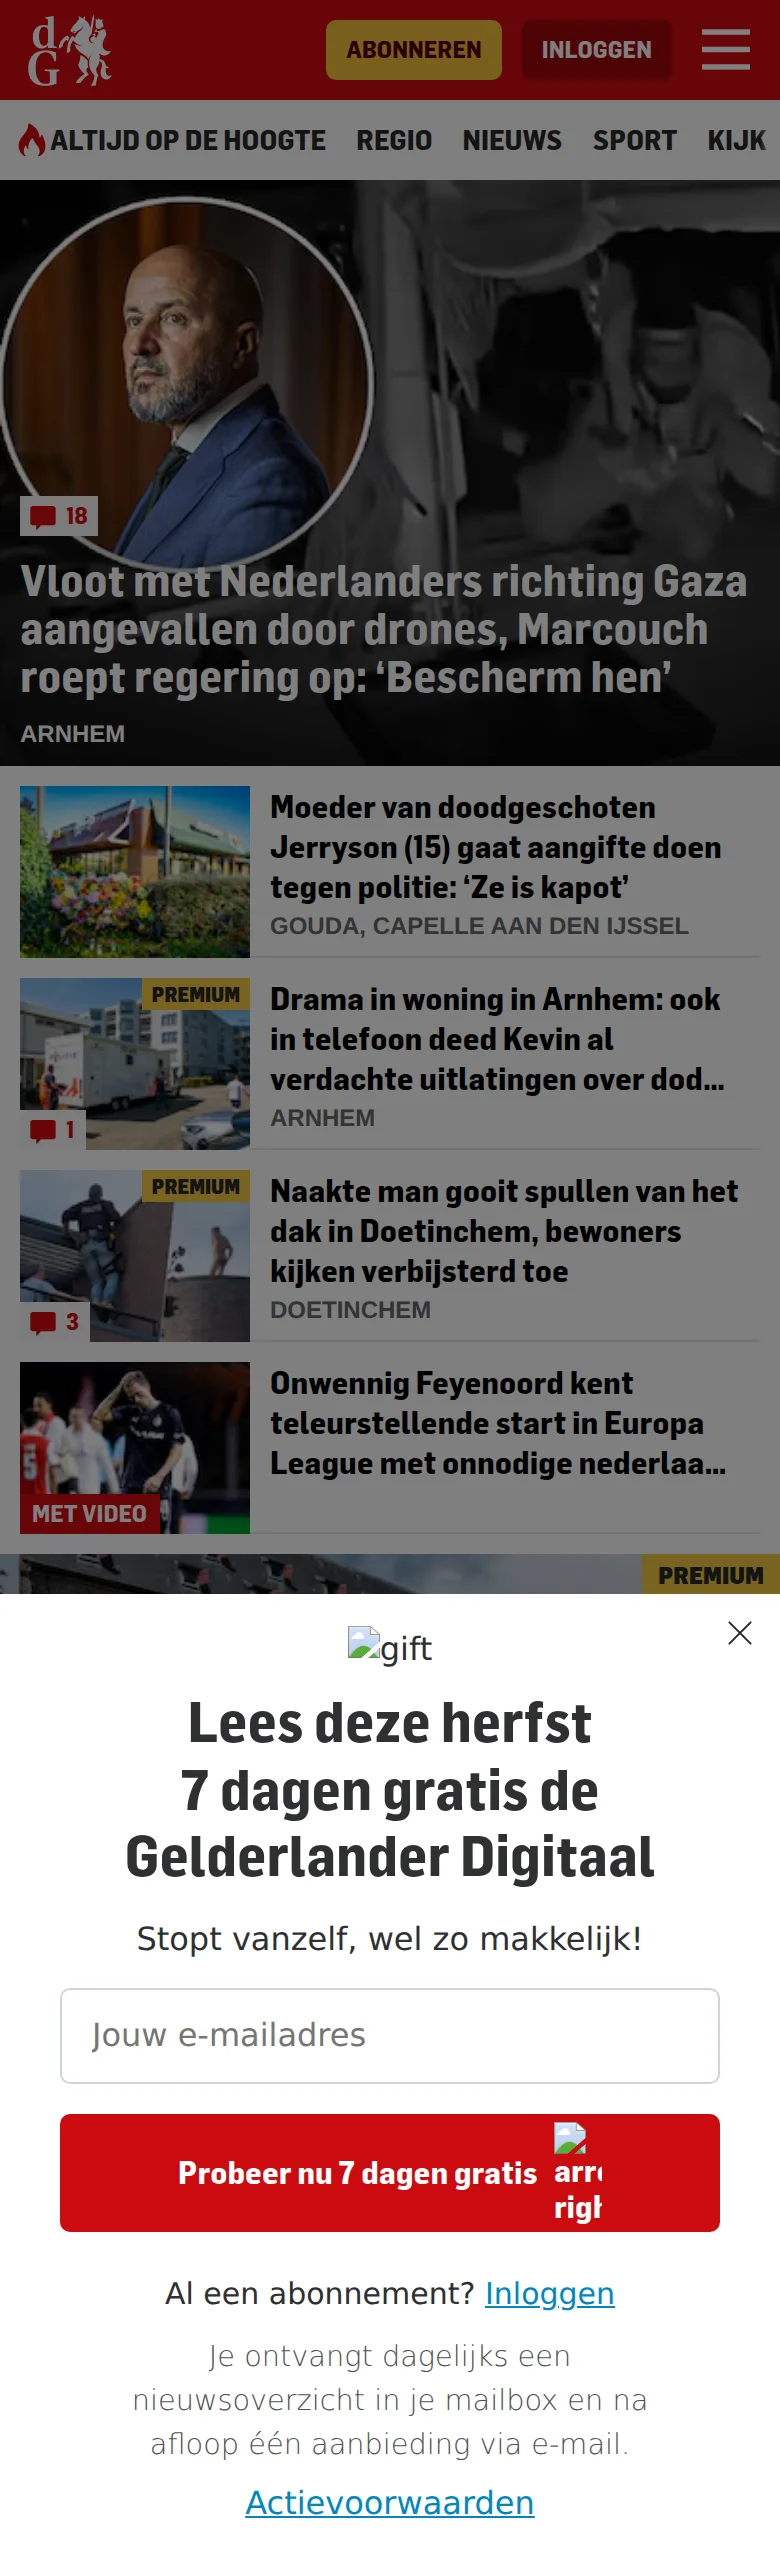 dG
ABONNEREN
INLOGGEN
ALTIJD OP DE HOOGTE
REGIO
NIEUWS
SPORT
KIJK
18
Vloot met Nederlanders richting Gaza
aangevallen door drones, Marcouch
roept regering op: ‘Bescherm hen’
ARNHEM
Moeder van doodgeschoten
Jerryson (15) gaat aangifte doen
tegen politie: ‘Ze is kapot’
GOUDA, CAPELLE AAN DEN IJSSEL
PREMIUM
1
Drama in woning in Arnhem: ook
in telefoon deed Kevin al
verdachte uitlatingen over dod...
ARNHEM
PREMIUM
3
Naakte man gooit spullen van het
dak in Doetinchem, bewoners
kijken verbijsterd toe
DOETINCHEM
5
MET VIDEO
Onwennig Feyenoord kent
teleurstellende start in Europa
League met onnodige nederlaa...
PREMIUM
gift
Lees deze herfst
7 dagen gratis de
Gelderlander Digitaal
Stopt vanzelf, wel zo makkelijk!
Jouw e-mailadres
Probeer nu 7 dagen gratis
Al een abonnement? Inloggen
Je ontvangt dagelijks een
nieuwsoverzicht in je mailbox en na
afloop één aanbieding via e-mail.
Actievoorwaarden